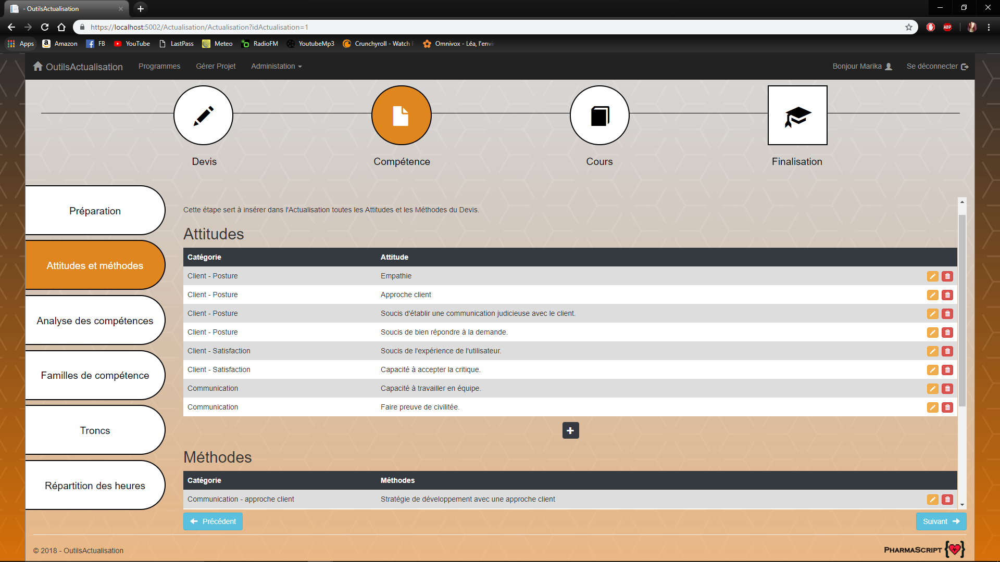 - OutilsActualisation
https://localhost:5002/Actualisation/Actualisation?idActualisation=1
ABP
Apps Amazon FB YouTube LastPass Meteo RadioFM YoutubeMp3 Crunchyroll - Watch Omnivox - Léa, l'envi
OutilsActualisation Programmes Gérer Projet Administation Bonjour Marika Se déconnecter
Devis Compétence Cours Finalisation
Préparation
Attitudes et méthodes
Analyse des compétences
Familles de compétence
Troncs
Répartition des heures
Cette étape sert à insérer dans l'Actualisation toutes les Attitudes et les Méthodes du Devis.
Attitudes
Catégorie Attitude
Client - Posture Empathie
Client - Posture Approche client
Client - Posture Soucis d'établir une communication judicieuse avec le client.
Client - Posture Soucis de bien répondre à la demande.
Client - Satisfaction Soucis de l'expérience de l'utilisateur.
Client - Satisfaction Capacité à accepter la critique.
Communication Capacité à travailler en équipe.
Communication Faire preuve de civilitée.
Méthodes
Catégorie Méthodes
Communication - approche client Stratégie de développement avec une approche client
Précédent Suivant
© 2018 - OutilsActualisation
PHARMASCRIPT